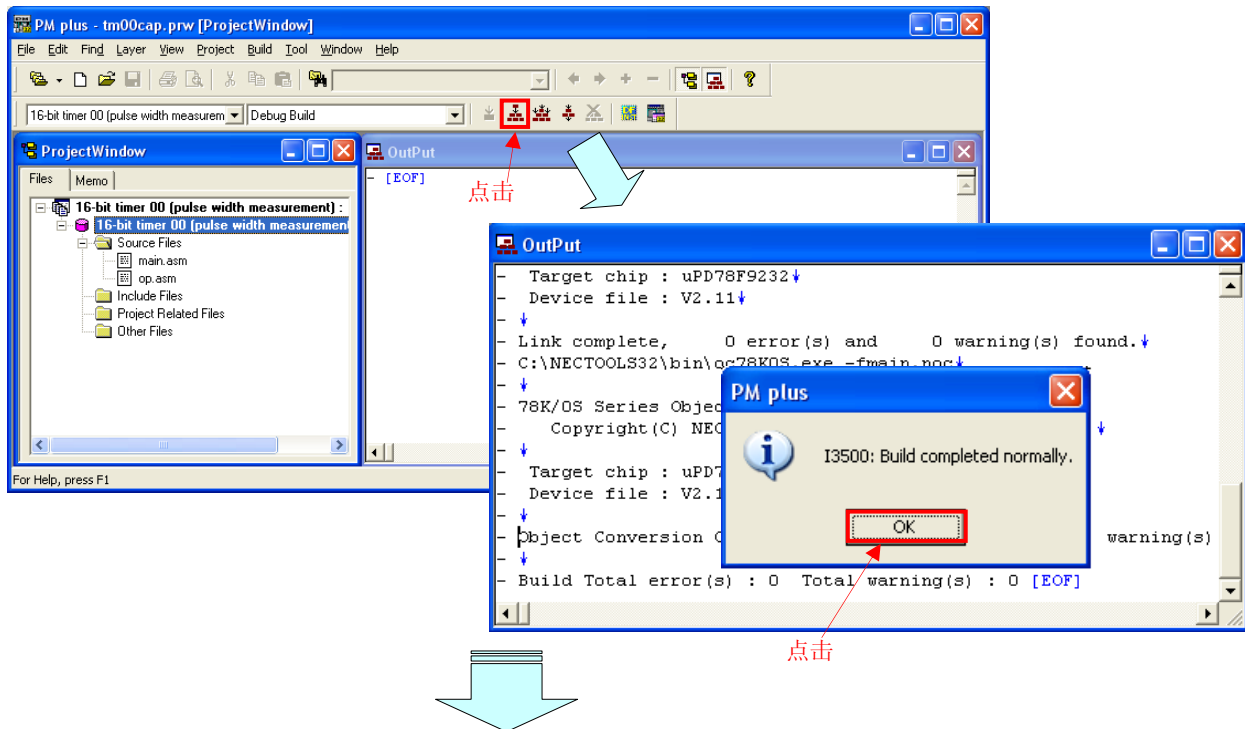 PM plus - tm00cap.prw [ProjectWindow]
File Edit Find Layer View Project Build Tool Window Help
16-bit timer 00 (pulse width measurem
Debug Build
ProjectWindow
Files Memo
16-bit timer 00 (pulse width measurement) :
16-bit timer 00 (pulse width measuremen
Source Files
main.asm
op.asm
Include Files
Project Related Files
Other Files
For Help, press F1
OutPut
[EOF]
点击
OutPut
Target chip : uPD78F9232
Device file : V2.11
Link complete, 0 error(s) and 0 warning(s) found.
C:\NECTOOLS32\bin\oc78K0S.exe -fmain.poc
78K/0S Series Objec
Copyright(C) NEC
Target chip : uPD7
Device file : V2.1
Object Conversion C warning(s)
Build Total error(s) : 0 Total warning(s) : 0 [EOF]
PM plus
I3500: Build completed normally.
OK
点击